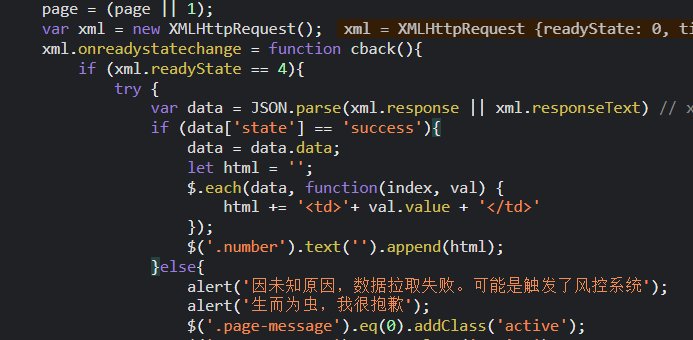 page = (page || 1);
var xml = new XMLHttpRequest(); xml = XMLHttpRequest {readyState: 0, ti
xml.onreadystatechange = function cback(){
if (xml.readyState == 4){
try {
var data = JSON.parse(xml.response || xml.responseText) // x
if (data['state'] == 'success'){
data = data.data;
let html = '';
$.each(data, function(index, val) {
html += '<td>'+ val.value + '</td>'
});
$('.number').text('').append(html);
}else{
alert('因未知原因，数据拉取失败。可能是触发了风控系统');
alert('生而为虫，我很抱歉');
$('.page-message').eq(0).addClass('active');